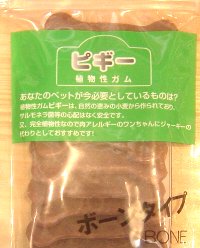 ピギー
植物性ガム
あなたのペットが今必要としているものは?
植物性ガムピギーは、自然の恵みの小麦から作られており、
サルモネラ菌等の心配はなく安全です。
又、完全植物性なので肉アレルギーのワンちゃんにジャーキーの
代わりとしておすすめです!
ボーンタイプ
BONE